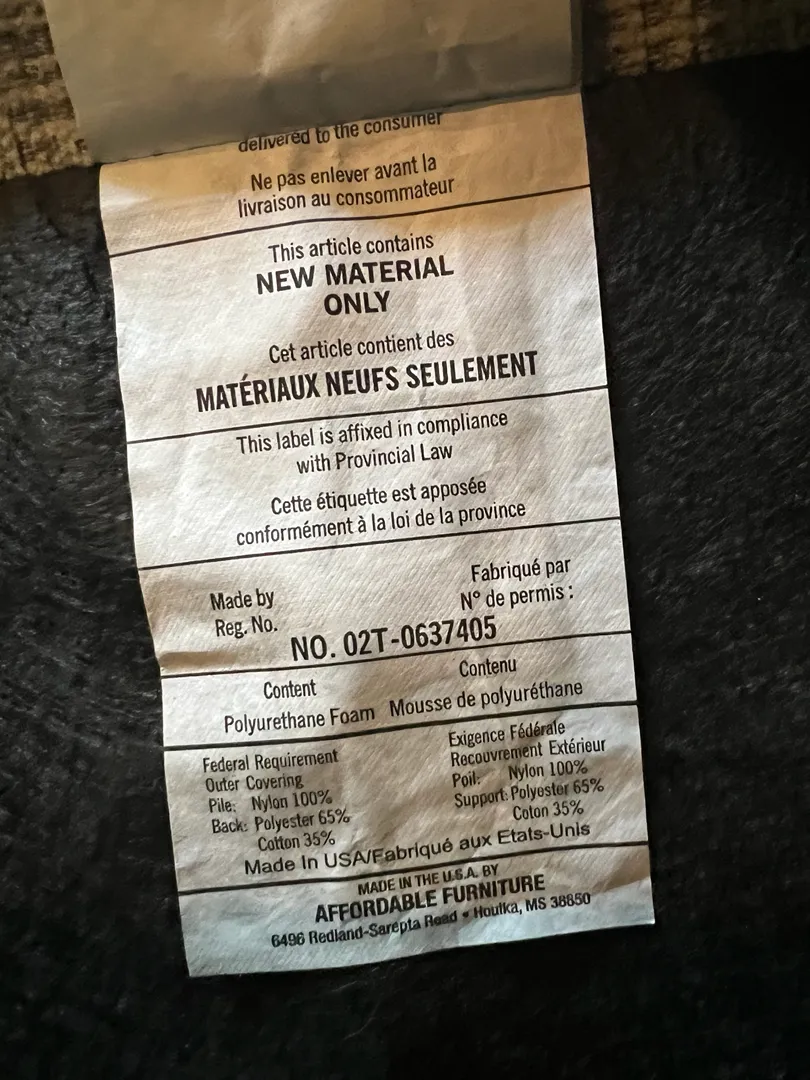 delivered to the consumer
Ne pas enlever avant la
livraison au consommateur
This article contains
NEW MATERIAL
ONLY
Cet article contient des
MATÉRIAUX NEUFS SEULEMENT
This label is affixed in compliance
with Provincial Law
Cette étiquette est apposée
conformément à la loi de la province
Made by
Reg. No.
Fabriqué par
N° de permis :
NO. 02T-0637405
Content
Polyurethane Foam
Contenu
Mousse de polyuréthane
Federal Requirement
Outer Covering
Pile: Nylon 100%
Back: Polyester 65%
Cotton 35%
Exigence Fédérale
Recouvrement Extérieur
Poil: Nylon 100%
Support: Polyester 65%
Coton 35%
Made In USA/Fabriqué aux Etats-Unis
MADE IN THE U.S.A. BY
AFFORDABLE FURNITURE
6496 Redland-Sarepta Road • Houlka, MS 38850